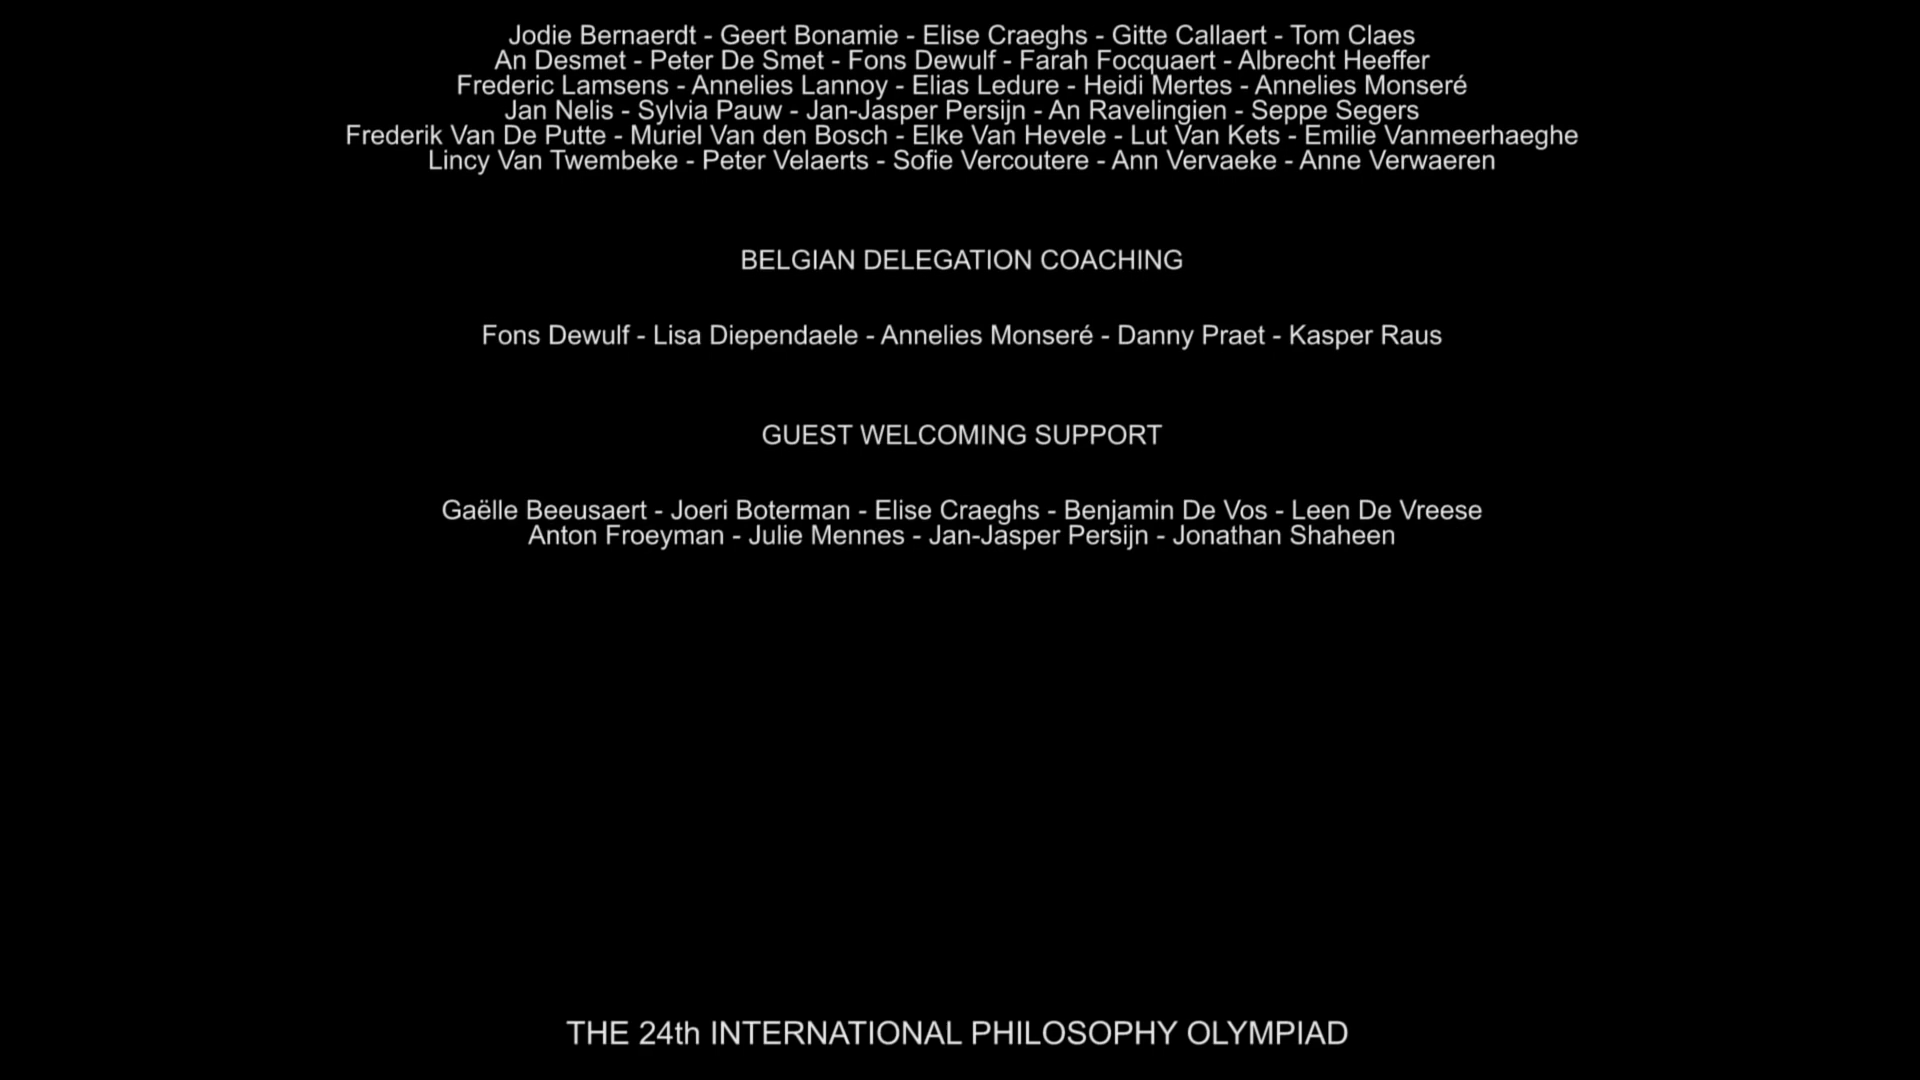 Jodie Bernaerdt - Geert Bonamie - Elise Craeghs - Gitte Callaert - Tom Claes
An Desmet - Peter De Smet - Fons Dewulf - Farah Focquaert - Albrecht Heeffer
Frederic Lamsens - Annelies Lannoy - Elias Ledure - Heidi Mertes - Annelies Monseré
Jan Nelis - Sylvia Pauw - Jan-Jasper Persijn - An Ravelingien - Seppe Segers
Frederik Van De Putte - Muriel Van den Bosch - Elke Van Hevele - Lut Van Kets - Emilie Vanmeerhaeghe
Lincy Van Twembeke - Peter Velaerts - Sofie Vercoutere - Ann Vervaeke - Anne Verwaeren
BELGIAN DELEGATION COACHING
Fons Dewulf - Lisa Diependaele - Annelies Monseré - Danny Praet - Kasper Raus
GUEST WELCOMING SUPPORT
Gaëlle Beeusaert - Joeri Boterman - Elise Craeghs - Benjamin De Vos - Leen De Vreese
Anton Froeyman - Julie Mennes - Jan-Jasper Persijn - Jonathan Shaheen
THE 24th INTERNATIONAL PHILOSOPHY OLYMPIAD